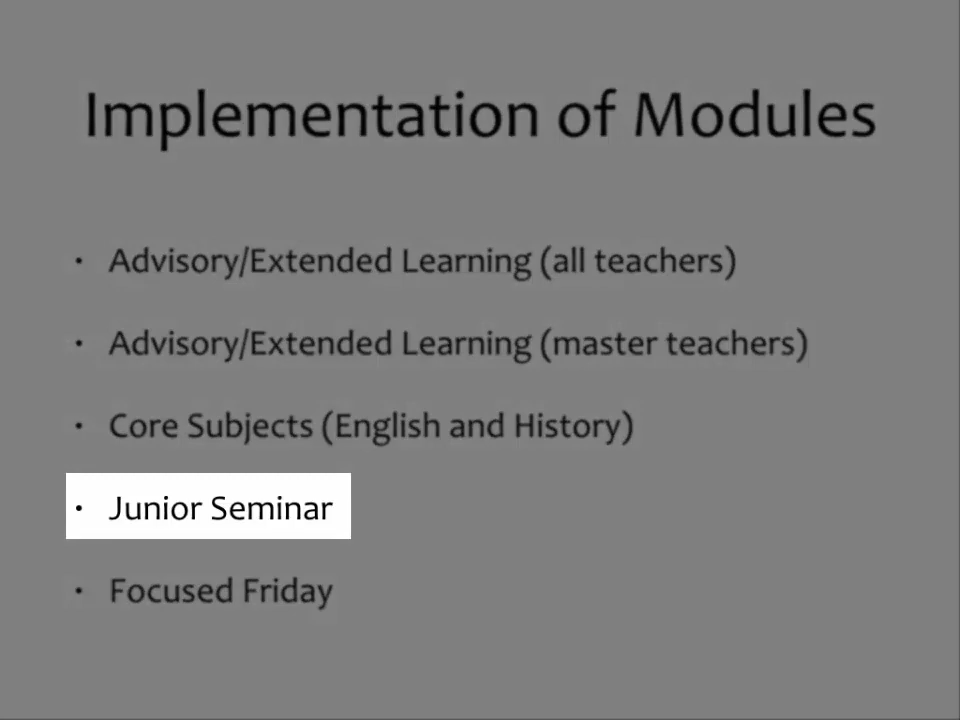 Implementation of Modules
• Advisory/Extended Learning (all teachers)
• Advisory/Extended Learning (master teachers)
• Core Subjects (English and History)
• Junior Seminar
• Focused Friday